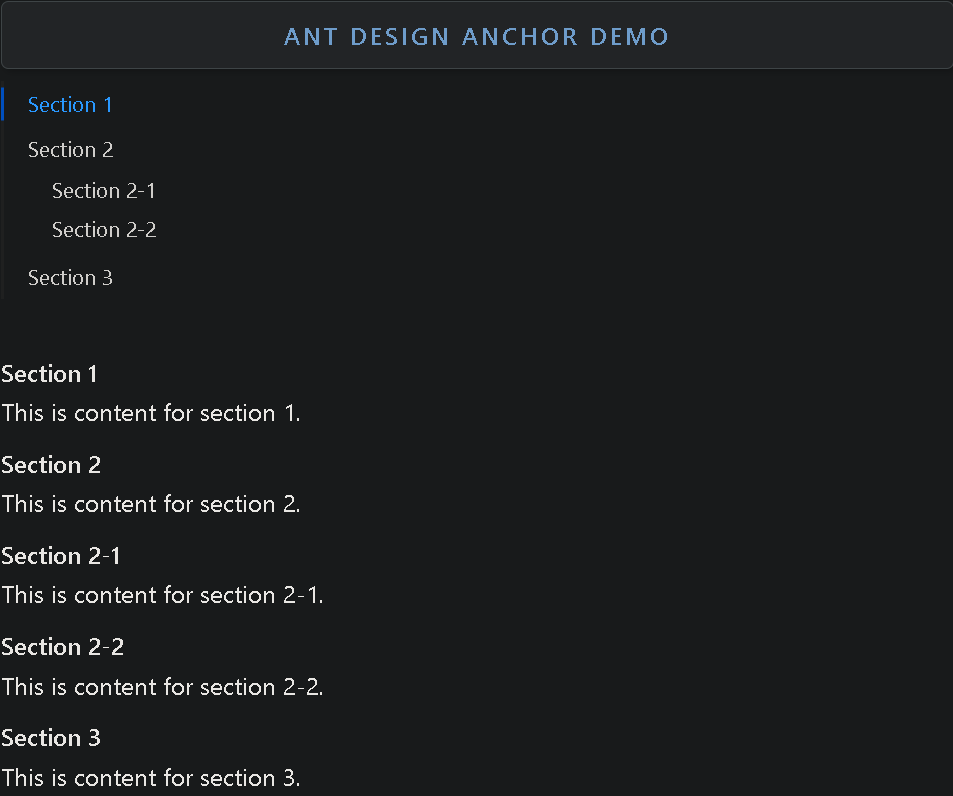 ANT DESIGN ANCHOR DEMO
Section 1
Section 2
Section 2-1
Section 2-2
Section 3
Section 1
This is content for section 1.
Section 2
This is content for section 2.
Section 2-1
This is content for section 2-1.
Section 2-2
This is content for section 2-2.
Section 3
This is content for section 3.